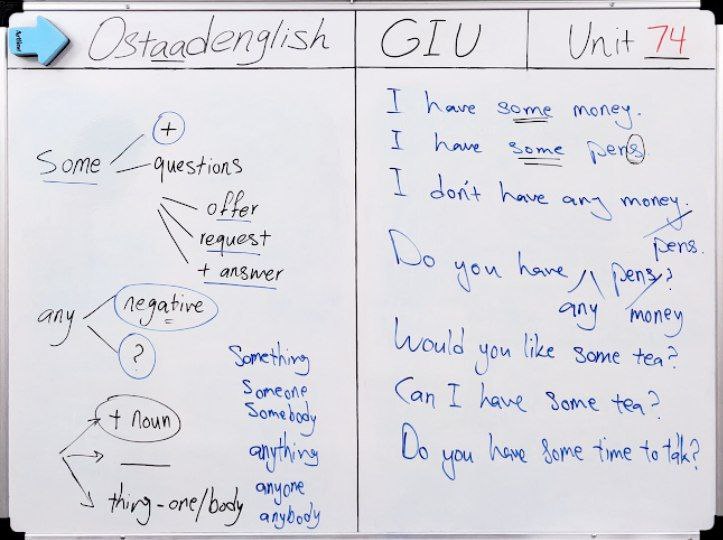 Ostaadenglish
GIU
Unit 74
Some
+
questions
offer
request
+ answer
any
negative
?
+ noun
thing-one/body
Something
Someone
Somebody
anything
anyone
anybody
I have some money.
I have some pens.
I don't have any money.
pens.
Do you have pens?
any money
Would you like some tea?
Can I have some tea?
Do you have some time to talk?